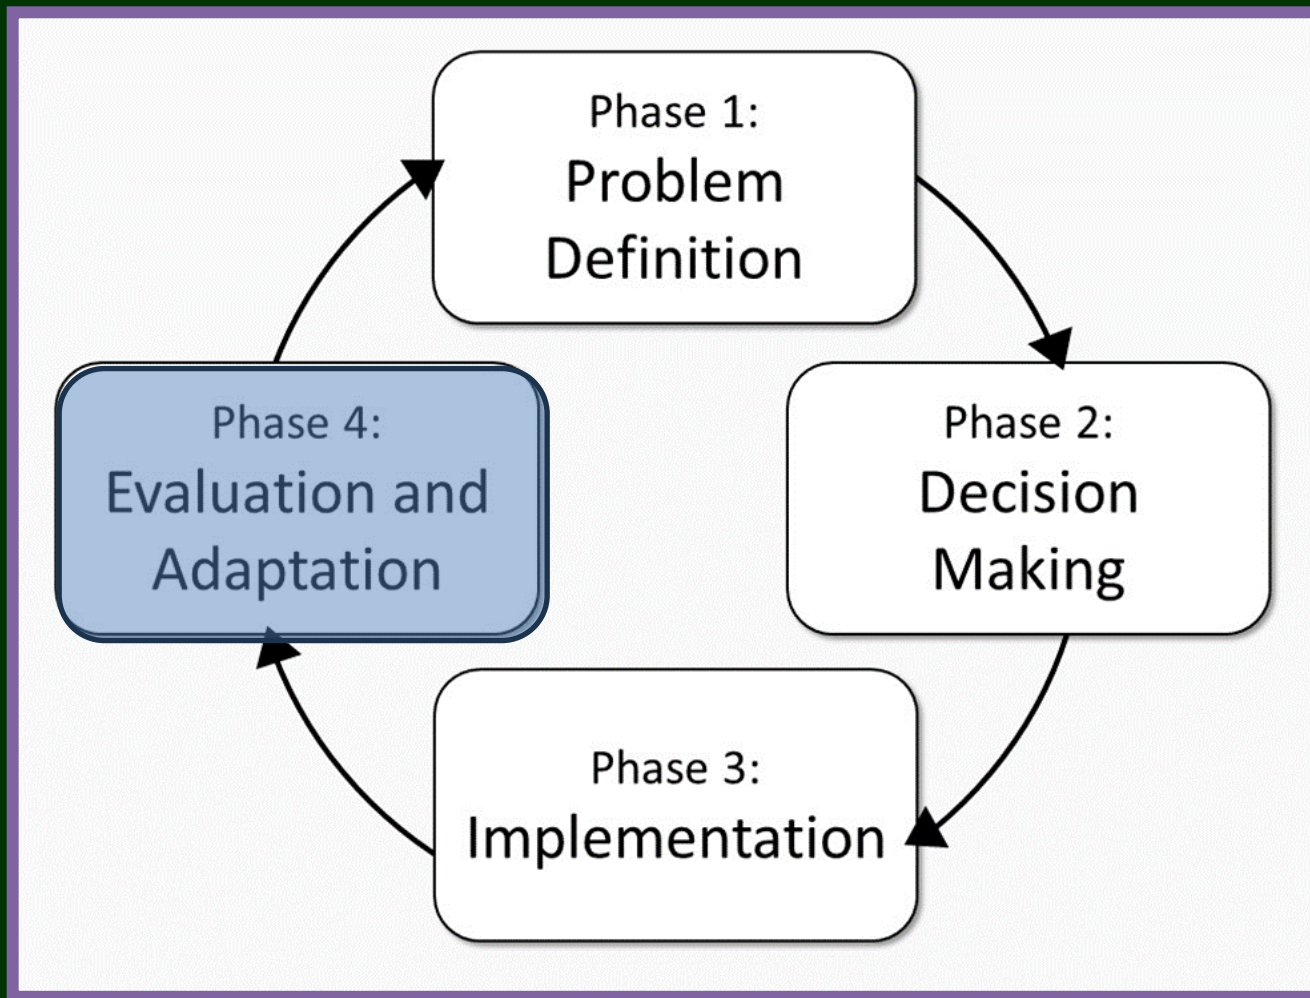 Phase 1:
Problem
Definition
Phase 2:
Decision
Making
Phase 3:
Implementation
Phase 4:
Evaluation and
Adaptation